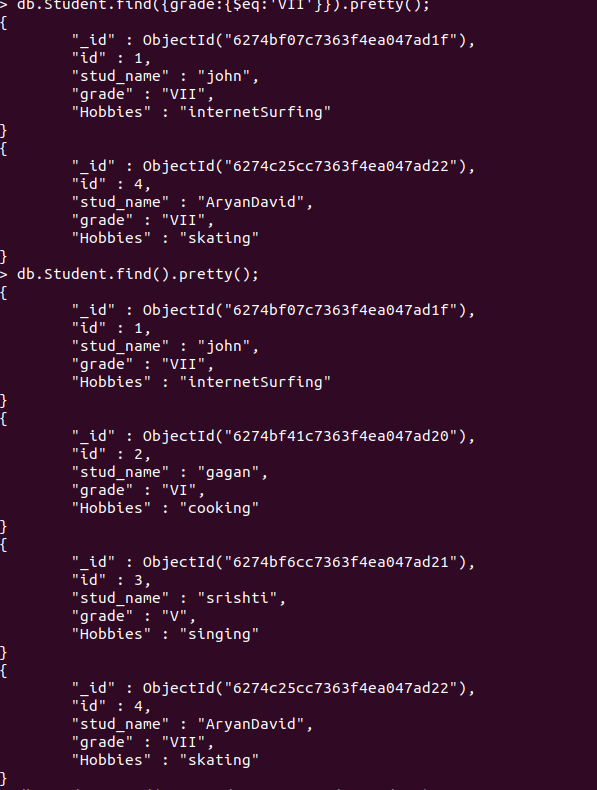 > db.Student.find({grade:{$eq:'VII'}}).pretty();
{
"_id" : ObjectId("6274bf07c7363f4ea047ad1f"),
"id" : 1,
"stud_name" : "john",
"grade" : "VII",
"Hobbies" : "internetSurfing"
}
{
"_id" : ObjectId("6274c25cc7363f4ea047ad22"),
"id" : 4,
"stud_name" : "AryanDavid",
"grade" : "VII",
"Hobbies" : "skating"
}
> db.Student.find().pretty();
{
"_id" : ObjectId("6274bf07c7363f4ea047ad1f"),
"id" : 1,
"stud_name" : "john",
"grade" : "VII",
"Hobbies" : "internetSurfing"
}
{
"_id" : ObjectId("6274bf41c7363f4ea047ad20"),
"id" : 2,
"stud_name" : "gagan",
"grade" : "VI",
"Hobbies" : "cooking"
}
{
"_id" : ObjectId("6274bf6cc7363f4ea047ad21"),
"id" : 3,
"stud_name" : "srishti",
"grade" : "V",
"Hobbies" : "singing"
}
{
"_id" : ObjectId("6274c25cc7363f4ea047ad22"),
"id" : 4,
"stud_name" : "AryanDavid",
"grade" : "VII",
"Hobbies" : "skating"
}